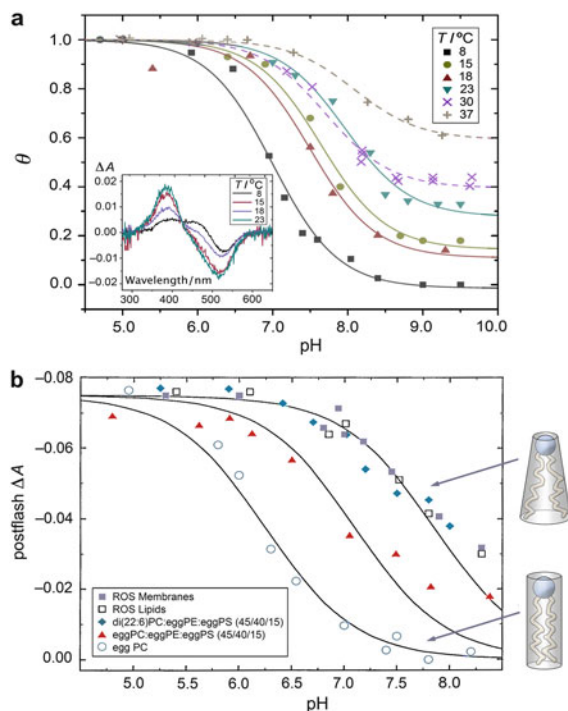 a
θ
1.0
0.8
0.6
0.4
0.2
0.0
T / °C
8
15
18
23
30
37
ΔA
0.02
0.01
0.00
−0.01
−0.02
T / °C
8
15
18
23
Wavelength/nm
300 400 500 600
5.0 6.0 7.0 8.0 9.0 10.0
pH
b
postflash ΔA
−0.08
−0.06
−0.04
−0.02
0.00
ROS Membranes
ROS Lipids
di(22:6)PC:eggPE:eggPS (45/40/15)
eggPC:eggPE:eggPS (45/40/15)
egg PC
5.0 5.5 6.0 6.5 7.0 7.5 8.0
pH